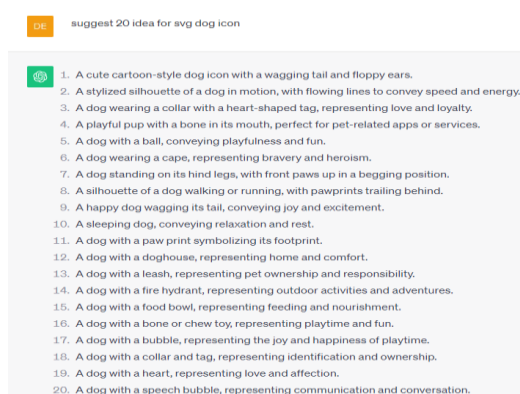 DE
suggest 20 idea for svg dog icon
1. A cute cartoon-style dog icon with a wagging tail and floppy ears.
2. A stylized silhouette of a dog in motion, with flowing lines to convey speed and energy.
3. A dog wearing a collar with a heart-shaped tag, representing love and loyalty.
4. A playful pup with a bone in its mouth, perfect for pet-related apps or services.
5. A dog with a ball, conveying playfulness and fun.
6. A dog wearing a cape, representing bravery and heroism.
7. A dog standing on its hind legs, with front paws up in a begging position.
8. A silhouette of a dog walking or running, with pawprints trailing behind.
9. A happy dog wagging its tail, conveying joy and excitement.
10. A sleeping dog, conveying relaxation and rest.
11. A dog with a paw print symbolizing its footprint.
12. A dog with a doghouse, representing home and comfort.
13. A dog with a leash, representing pet ownership and responsibility.
14. A dog with a fire hydrant, representing outdoor activities and adventures.
15. A dog with a food bowl, representing feeding and nourishment.
16. A dog with a bone or chew toy, representing playtime and fun.
17. A dog with a bubble, representing the joy and happiness of playtime.
18. A dog with a collar and tag, representing identification and ownership.
19. A dog with a heart, representing love and affection.
20. A dog with a speech bubble, representing communication and conversation.